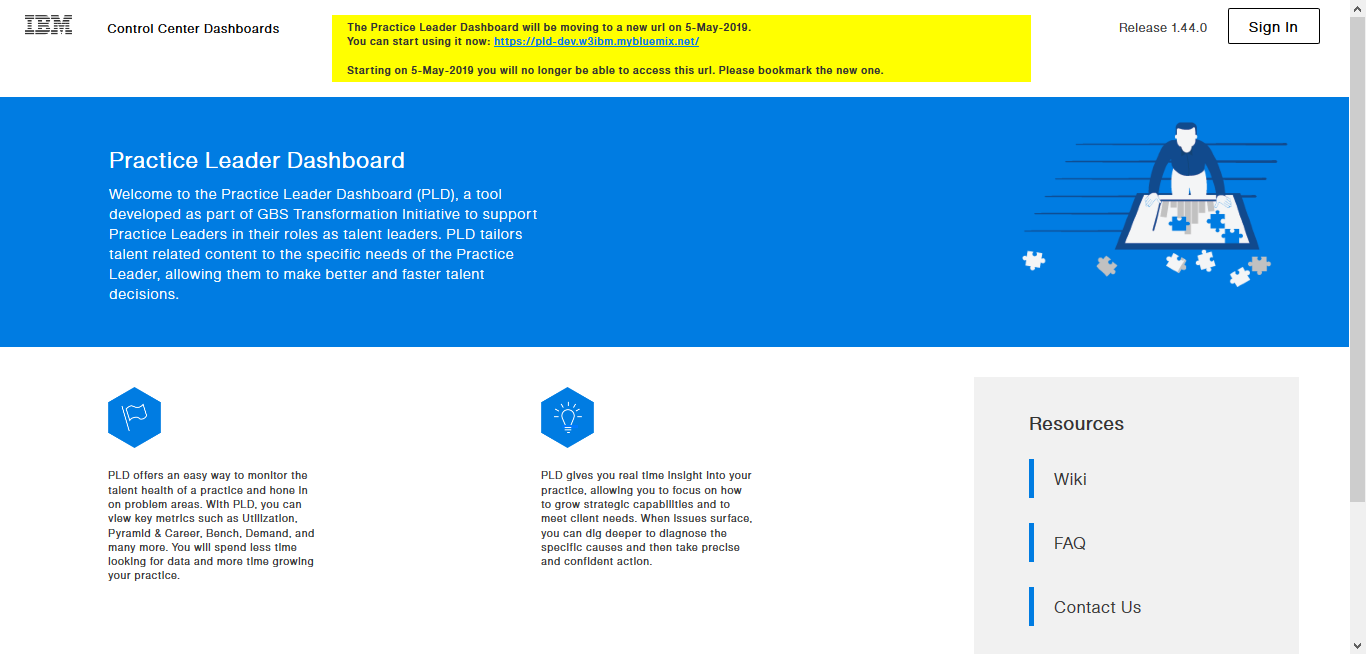 IBM
Control Center Dashboards
The Practice Leader Dashboard will be moving to a new url on 5-May-2019.
You can start using it now: https://pld-dev.w3ibm.mybluemix.net/
Starting on 5-May-2019 you will no longer be able to access this url. Please bookmark the new one.
Release 1.44.0
Sign In
Practice Leader Dashboard
Welcome to the Practice Leader Dashboard (PLD), a tool
developed as part of GBS Transformation Initiative to support
Practice Leaders in their roles as talent leaders. PLD tailors
talent related content to the specific needs of the Practice
Leader, allowing them to make better and faster talent
decisions.
PLD offers an easy way to monitor the
talent health of a practice and hone in
on problem areas. With PLD, you can
view key metrics such as Utilization,
Pyramid & Career, Bench, Demand, and
many more. You will spend less time
looking for data and more time growing
your practice.
PLD gives you real time insight into your
practice, allowing you to focus on how
to grow strategic capabilities and to
meet client needs. When issues surface,
you can dig deeper to diagnose the
specific causes and then take precise
and confident action.
Resources
Wiki
FAQ
Contact Us